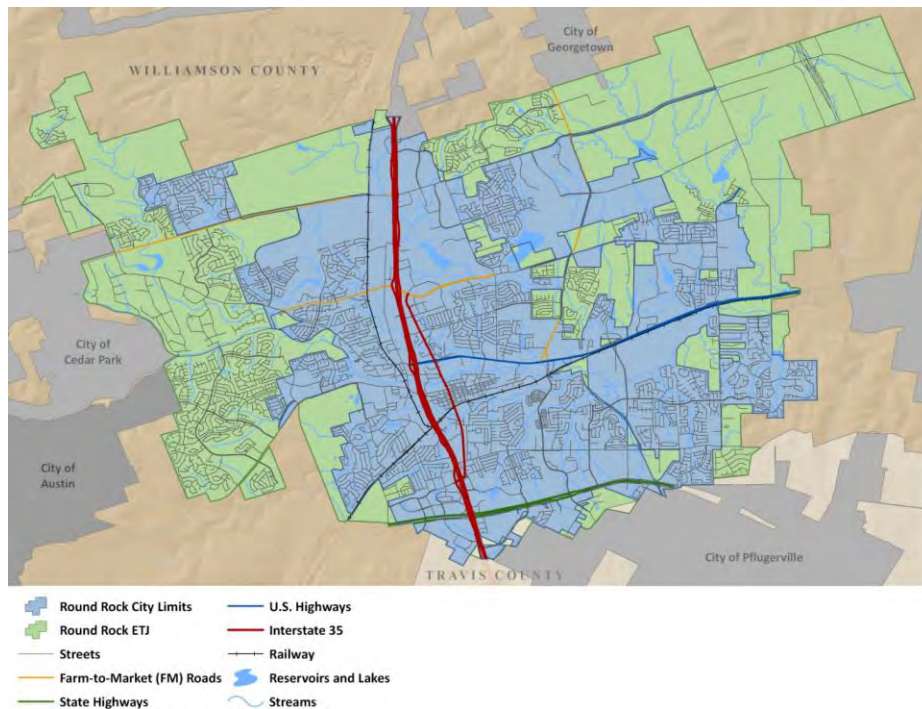 City of
Georgetown
WILLIAMSON COUNTY
City of
Cedar Park
City of
Austin
City of Pflugerville
TRAVIS COUNTY
Round Rock City Limits
Round Rock ETJ
Streets
Farm-to-Market (FM) Roads
State Highways
U.S. Highways
Interstate 35
Railway
Reservoirs and Lakes
Streams